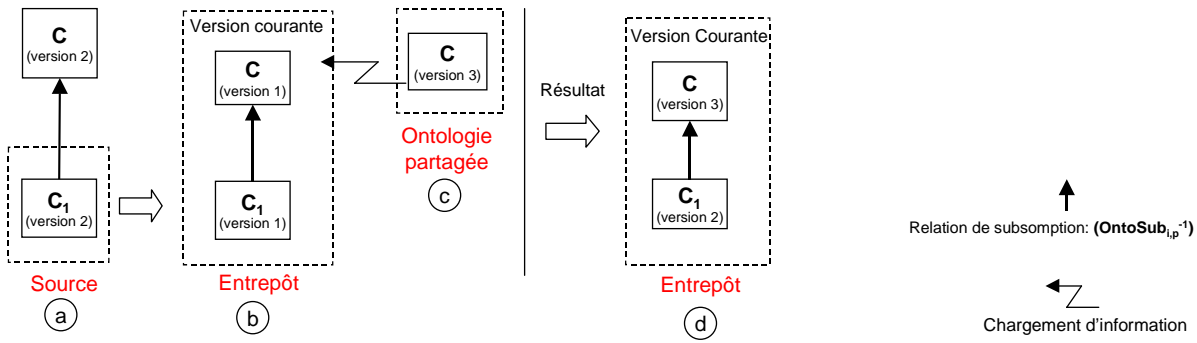 C
(version 2)
C₁
(version 2)
Source
a
Version courante
C
(version 1)
C₁
(version 1)
Entrepôt
b
C
(version 3)
Ontologie
partagée
c
Résultat
Version Courante
C
(version 3)
C₁
(version 2)
Entrepôt
d
Relation de subsomption: (OntoSubᵢ,ₚ⁻¹)
Chargement d'information